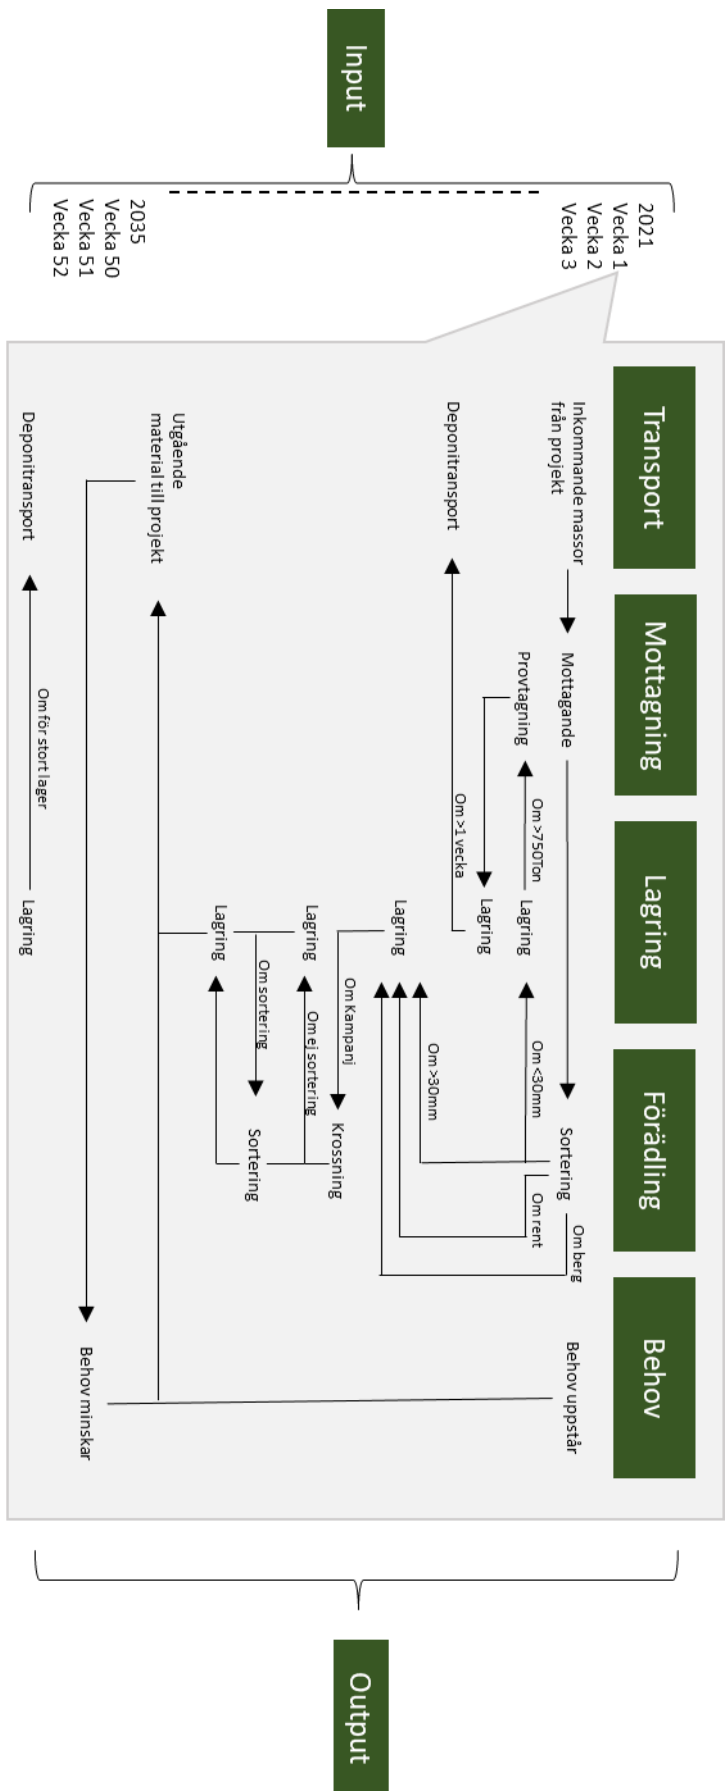 Input
2021
Vecka 1
Vecka 2
Vecka 3
2035
Vecka 50
Vecka 51
Vecka 52
Transport
Mottagning
Lagring
Förädling
Behov
Inkommande massor
från projekt
Mottagande
Sortering
Behov uppstår
Om berg
Om rent
Provtagning
Om >750Ton
Lagring
Om <30mm
Deponitransport
Om >1 vecka
Lagring
Om >30mm
Lagring
Om Kampanj
Krossning
Lagring
Om ej sortering
Om sortering
Sortering
Lagring
Utgående
material till projekt
Behov minskar
Deponitransport
Om för stort lager
Lagring
Output